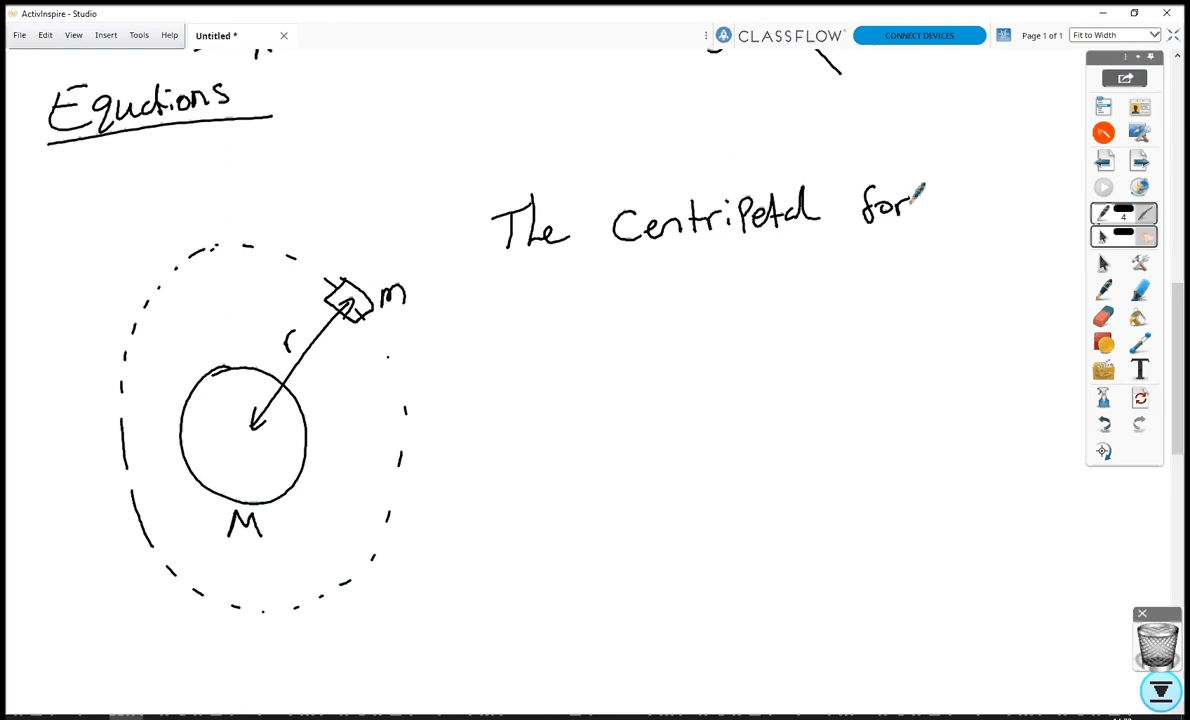 ActivInspire - Studio
File Edit View Insert Tools Help Untitled * CLASSFLOW CONNECT DEVICES Page 1 of 1 Fit to Width
Equations
The Centripetal for
m
r
M
4
T